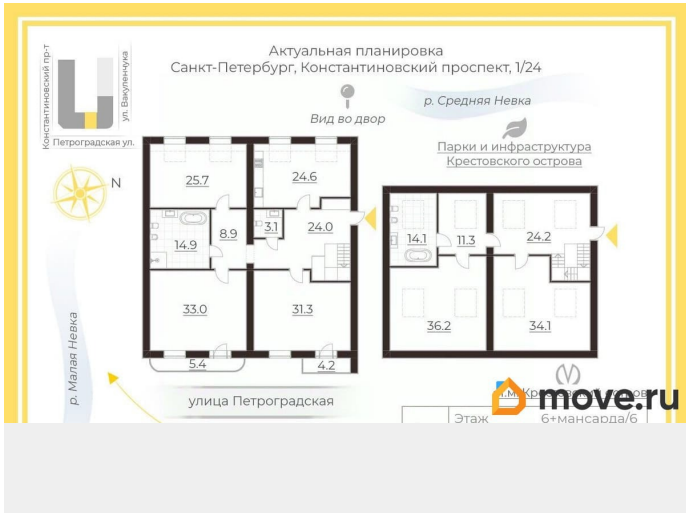 Актуальная планировка
Санкт-Петербург, Константиновский проспект, 1/24
Константиновский пр-т
ул. Вакуленчука
Петроградская ул.
Вид во двор
р. Средняя Невка
Парки и инфраструктура
Крестовского острова
N
25.7
24.6
3.1
24.0
14.9
8.9
33.0
31.3
5.4
4.2
14.1
11.3
24.2
36.2
34.1
р. Малая Невка
улица Петроградская
ст.м. Крестовский остров
move.ru
Этаж
6+мансарда/6